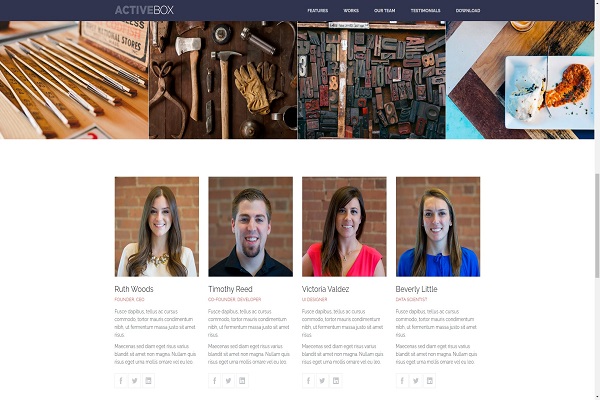 ACTIVEBOX
FEATURES WORKS OUR TEAM TESTIMONIALS DOWNLOAD
NATIONAL STORES
Ruth Woods
FOUNDER, CEO
Fusce dapibus, tellus ac cursus
commodo, tortor mauris condimentum
nibh, ut fermentum massa justo sit amet
risus.
Maecenas sed diam eget risus varius
blandit sit amet non magna. Nullam quis
risus eget urna mollis ornare vel eu leo.
Timothy Reed
CO-FOUNDER, DEVELOPER
Fusce dapibus, tellus ac cursus
commodo, tortor mauris condimentum
nibh, ut fermentum massa justo sit amet
risus.
Maecenas sed diam eget risus varius
blandit sit amet non magna. Nullam quis
risus eget urna mollis ornare vel eu leo.
Victoria Valdez
UI DESIGNER
Fusce dapibus, tellus ac cursus
commodo, tortor mauris condimentum
nibh, ut fermentum massa justo sit amet
risus.
Maecenas sed diam eget risus varius
blandit sit amet non magna. Nullam quis
risus eget urna mollis ornare vel eu leo.
Beverly Little
DATA SCIENTIST
Fusce dapibus, tellus ac cursus
commodo, tortor mauris condimentum
nibh, ut fermentum massa justo sit amet
risus.
Maecenas sed diam eget risus varius
blandit sit amet non magna. Nullam quis
risus eget urna mollis ornare vel eu leo.